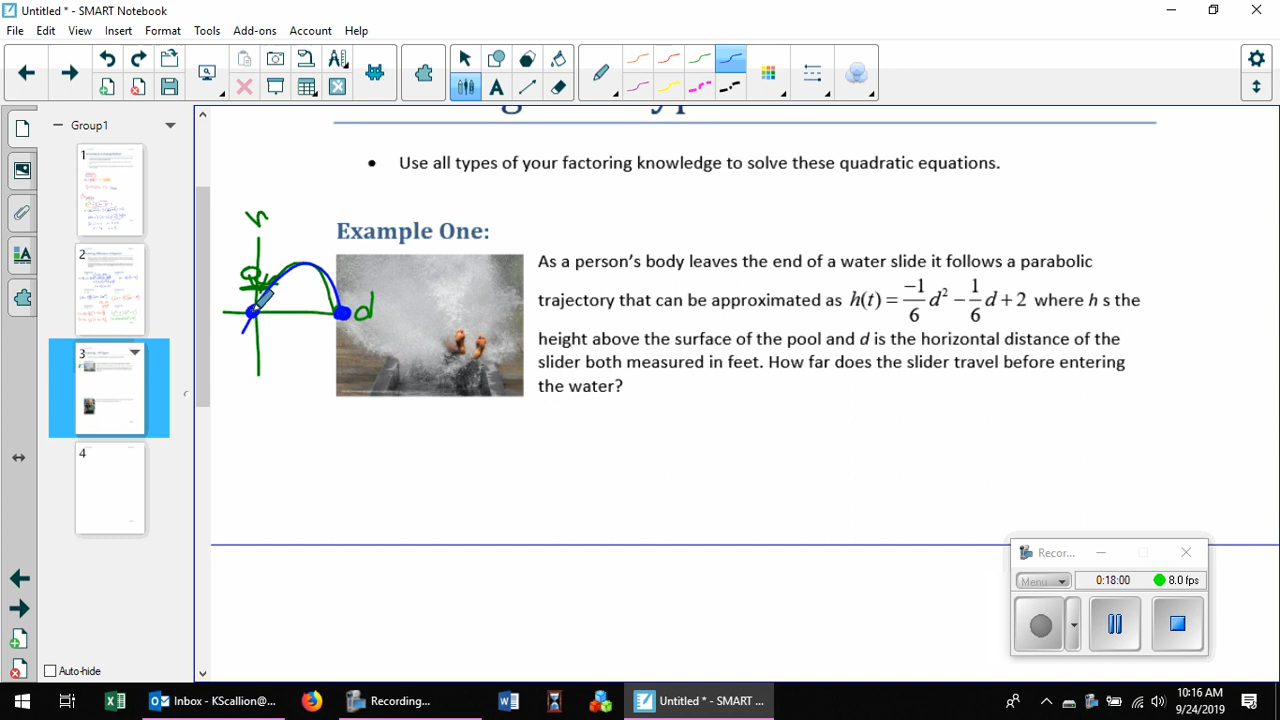 Untitled * - SMART Notebook
File Edit View Insert Format Tools Add-ons Account Help
Group1
1
2
3
4
Auto-hide
• Use all types of your factoring knowledge to solve these quadratic equations.
Example One:
As a person's body leaves the end of a water slide it follows a parabolic
trajectory that can be approximated as h(t) = -1/6 d² - 1/6 d + 2 where h s the
height above the surface of the pool and d is the horizontal distance of the
slider both measured in feet. How far does the slider travel before entering
the water?
h
d
Recor...
Menu 0:18:00 8.0 fps
Inbox - KScallion@... Recording... Untitled * - SMART ...
10:16 AM
9/24/2019